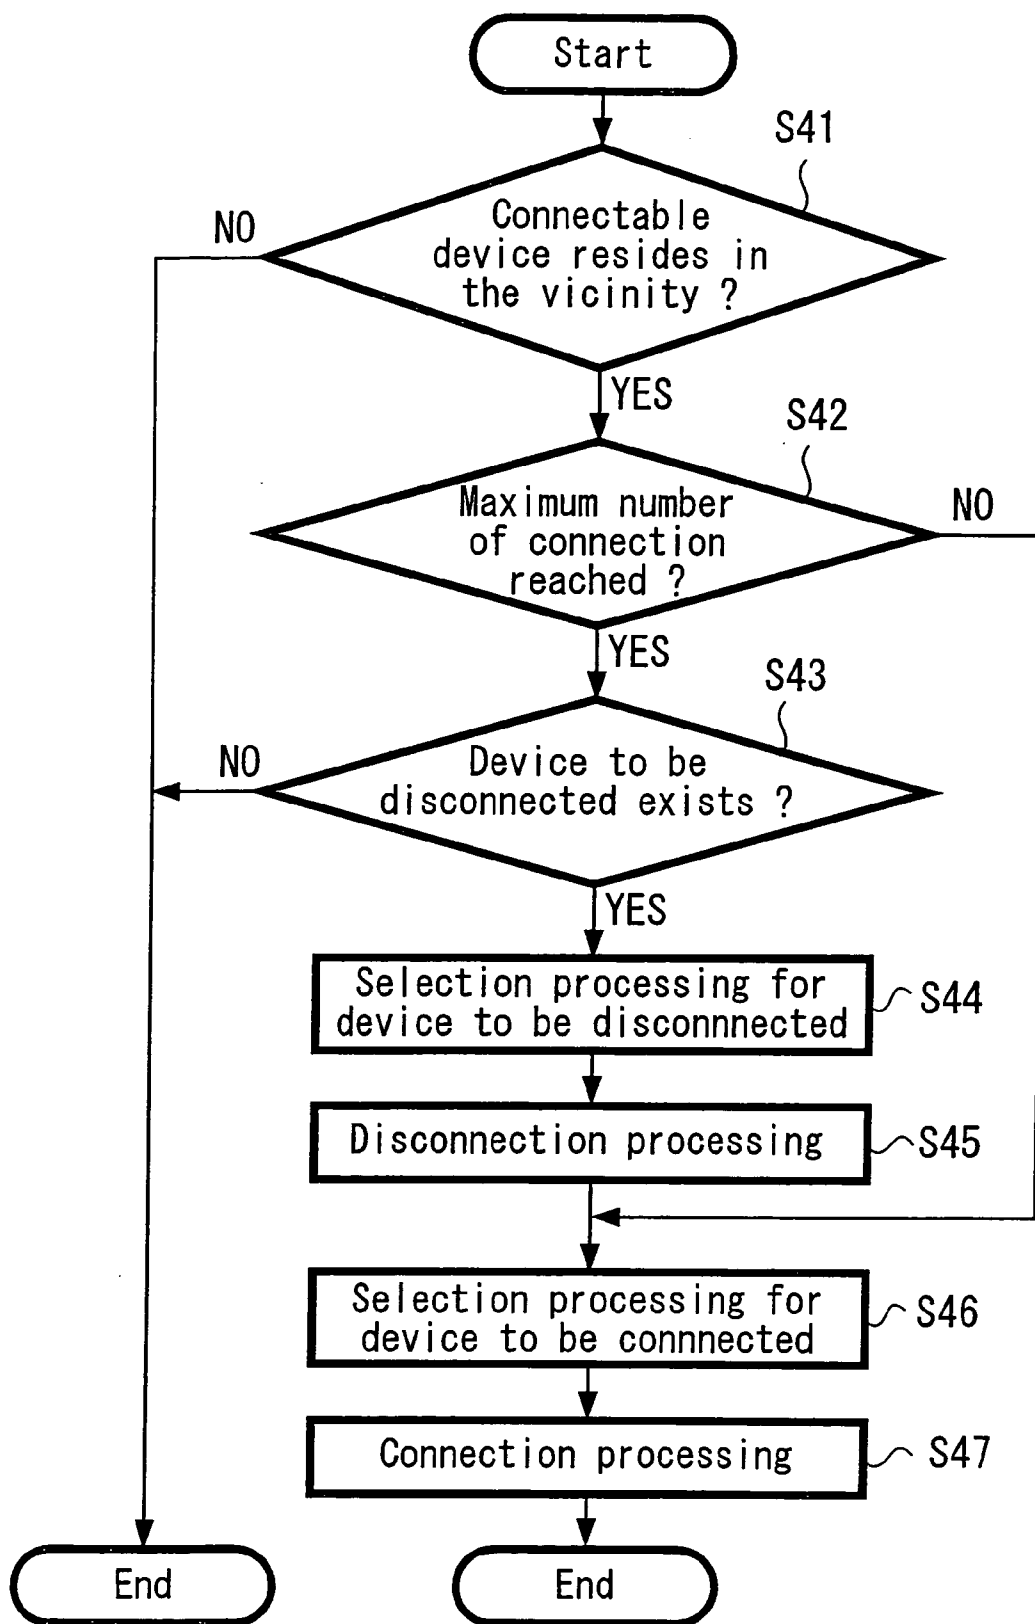 Start
S41
Connectable
device resides in
the vicinity ?
NO
YES
S42
Maximum number
of connection
reached ?
NO
YES
S43
Device to be
disconnected exists ?
NO
YES
Selection processing for
device to be disconnnected
S44
Disconnection processing
S45
Selection processing for
device to be connnected
S46
Connection processing
S47
End
End